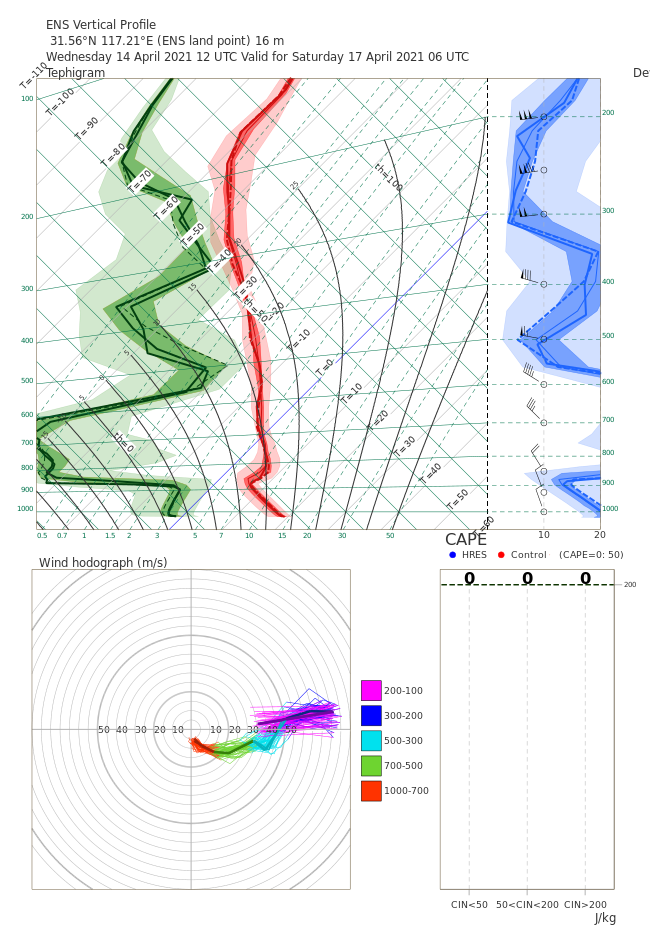 ENS Vertical Profile
31.56°N 117.21°E (ENS land point) 16 m
Wednesday 14 April 2021 12 UTC Valid for Saturday 17 April 2021 06 UTC
Tephigram
De
T=-110
100
T=-100
200
T=-90
T=-80
th=100
T=-70
25
T=-60
200
300
T=-50
20
T=-40
400
300
T=-30
15
th=50
T=-20
500
400
T=-10
T=0
600
500
T=10
600
T=20
700
th=0
T=30
700
800
800
T=40
900
900
T=50
1000
1000
T=60
0.5 0.7 1 1.5 2 3 5 7 10 15 20 30 50 10 20
CAPE
HRES Control (CAPE=0: 50)
Wind hodograph (m/s)
0 0 0
200
200-100
300-200
50 40 30 20 10 10 20 30 40 50
500-300
700-500
1000-700
CIN<50 50<CIN<200 CIN>200
J/kg